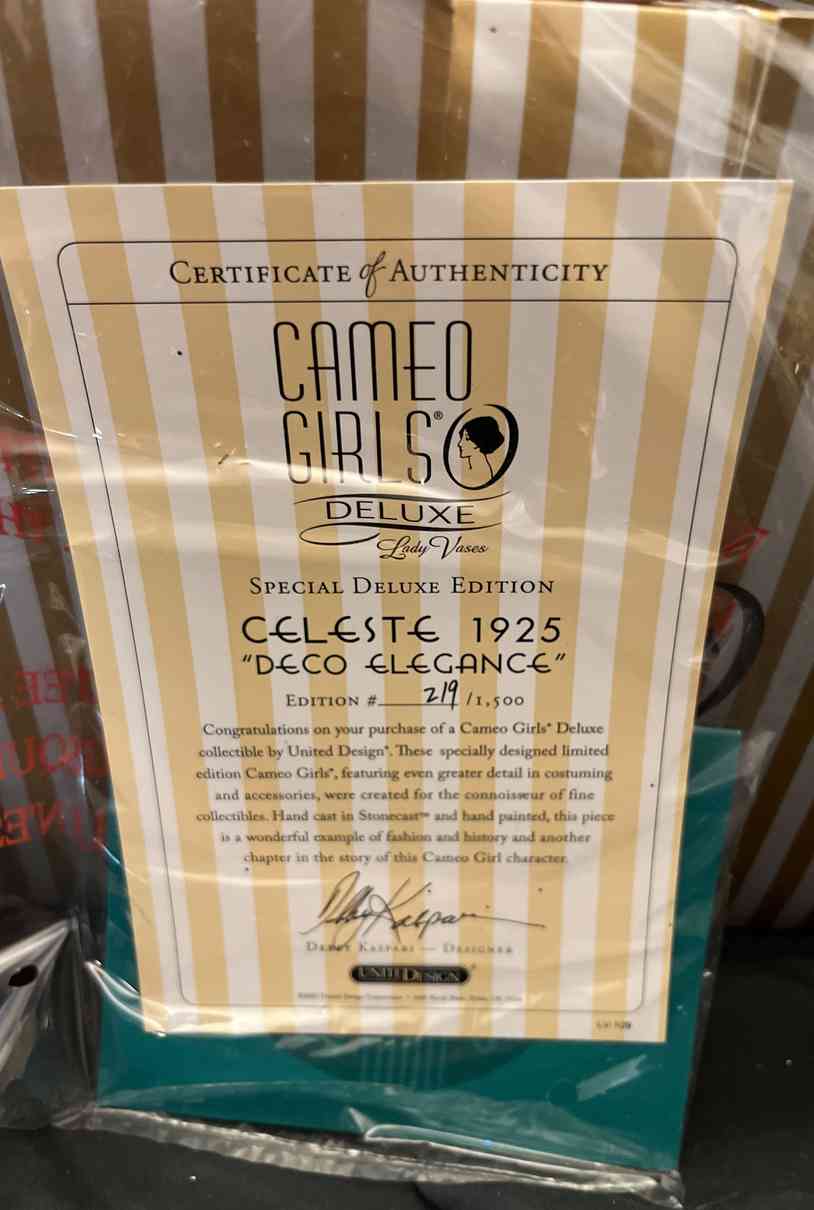 CERTIFICATE of AUTHENTICITY
CAMEO
GIRLS®
DELUXE
Lady Vases
SPECIAL DELUXE EDITION
CELESTE 1925
"DECO ELEGANCE"
EDITION # 219 /1,500
Congratulations on your purchase of a Cameo Girls® Deluxe
collectible by United Design®. These specially designed limited
edition Cameo Girls®, featuring even greater detail in costuming
and accessories, were created for the connoisseur of fine
collectibles. Hand cast in Stonecast™ and hand painted, this piece
is a wonderful example of fashion and history and another
chapter in the story of this Cameo Girl character.
KASPARI — DESIGNER
UNITED DESIGN